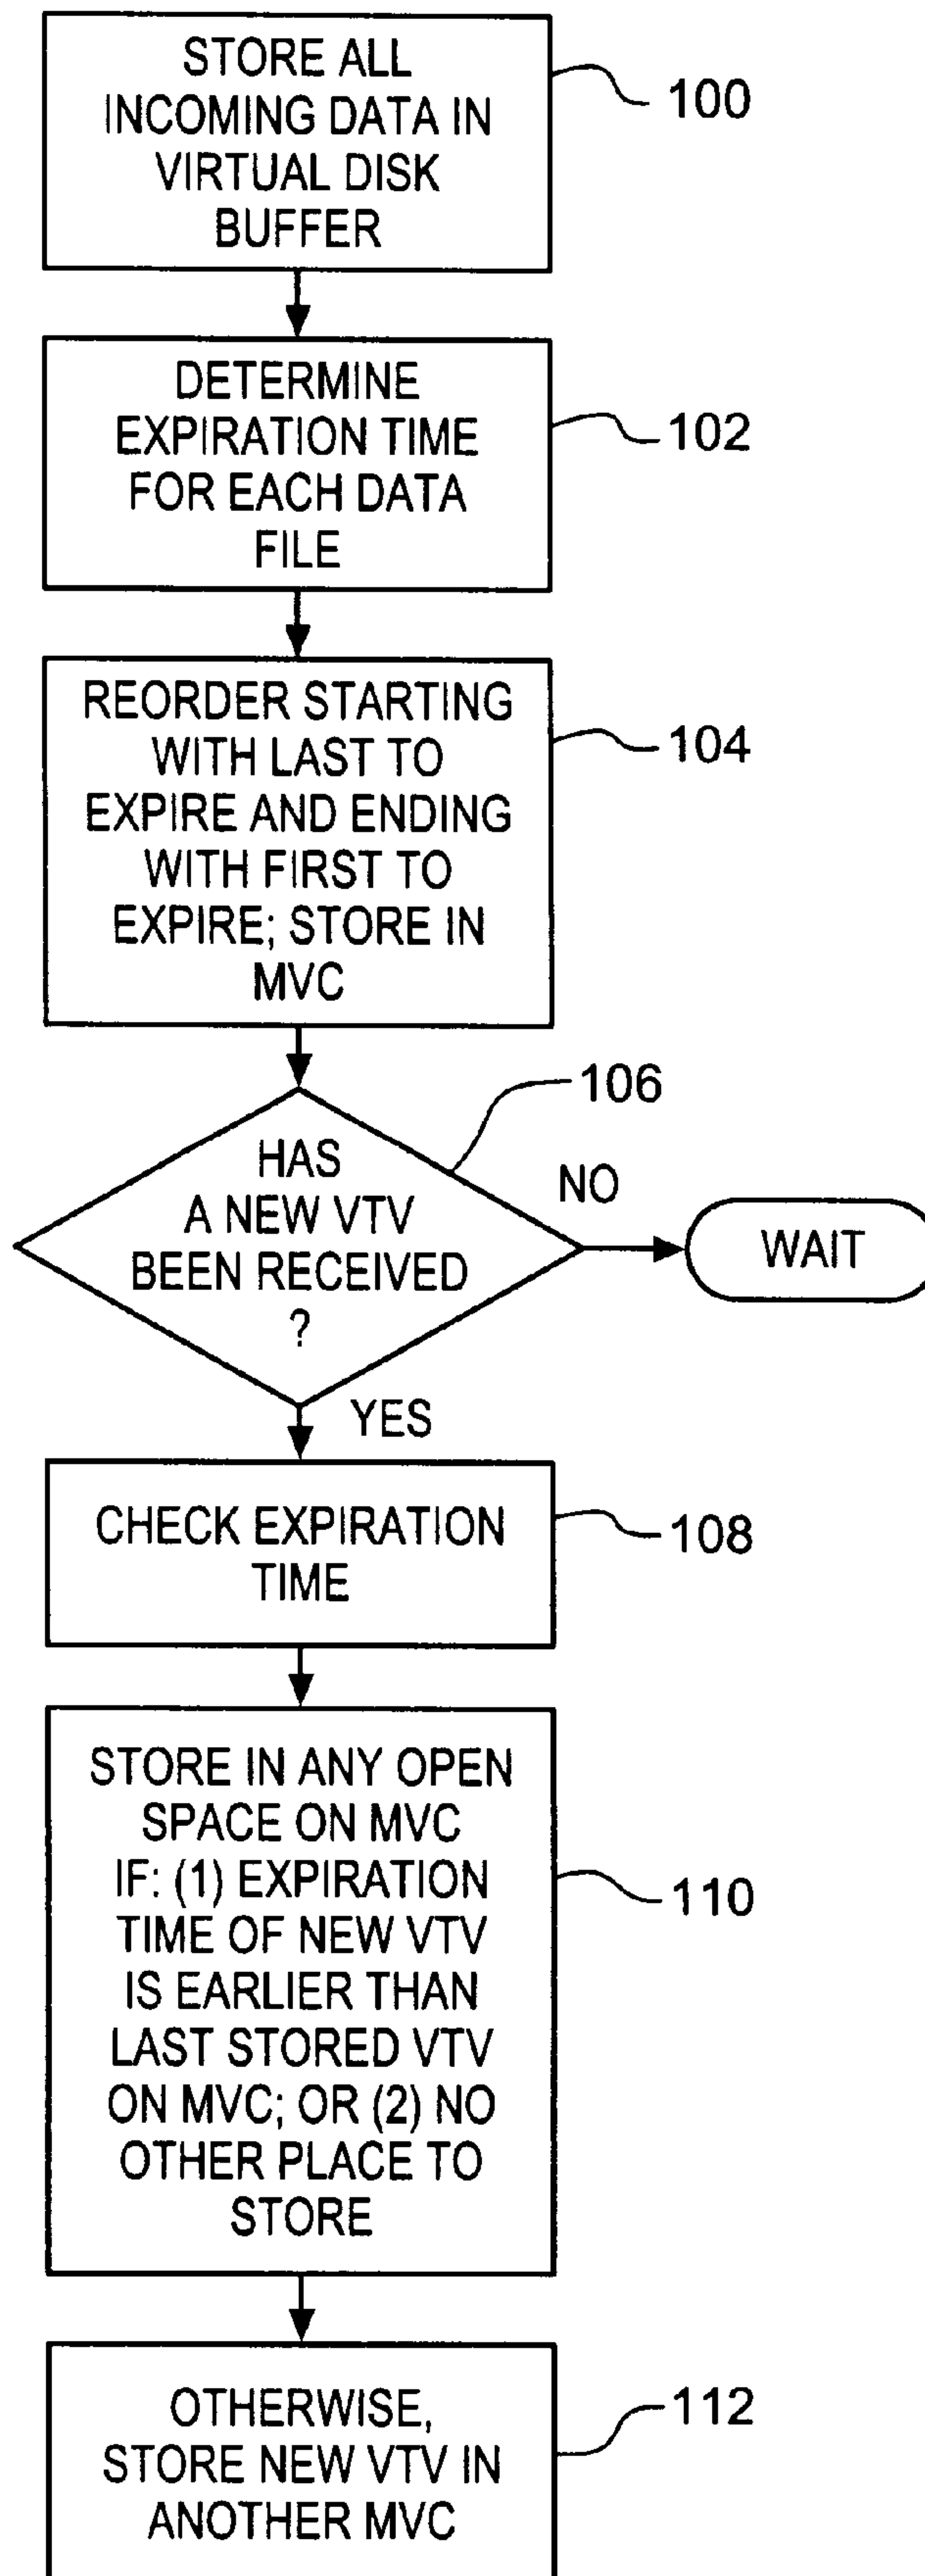 STORE ALL
INCOMING DATA IN
VIRTUAL DISK
BUFFER
100
DETERMINE
EXPIRATION TIME
FOR EACH DATA
FILE
102
REORDER STARTING
WITH LAST TO
EXPIRE AND ENDING
WITH FIRST TO
EXPIRE; STORE IN
MVC
104
106
HAS
A NEW VTV
BEEN RECEIVED
?
NO
WAIT
YES
CHECK EXPIRATION
TIME
108
STORE IN ANY OPEN
SPACE ON MVC
IF: (1) EXPIRATION
TIME OF NEW VTV
IS EARLIER THAN
LAST STORED VTV
ON MVC; OR (2) NO
OTHER PLACE TO
STORE
110
OTHERWISE,
STORE NEW VTV IN
ANOTHER MVC
112